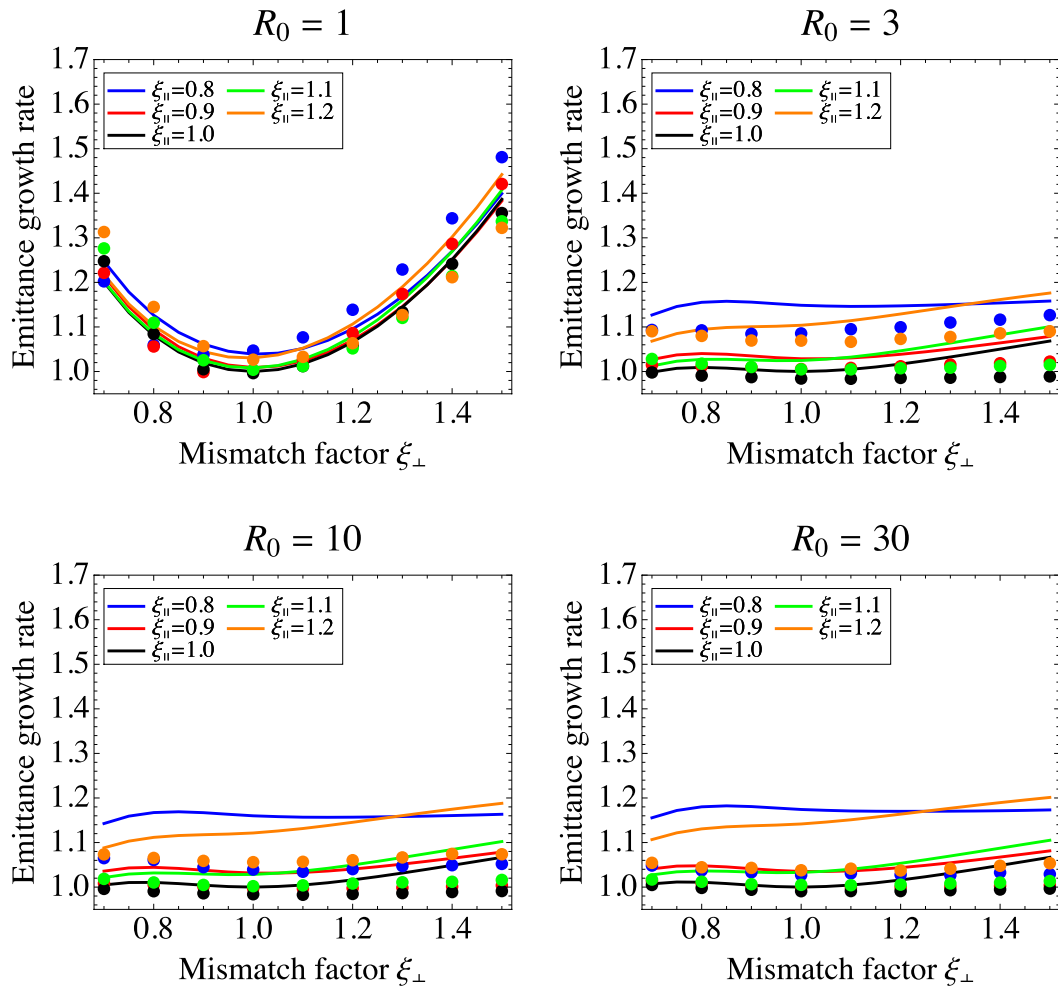 R₀ = 1
Emittance growth rate
1.7
1.6
1.5
1.4
1.3
1.2
1.1
1.0
ξ∥=0.8 ξ∥=1.1
ξ∥=0.9 ξ∥=1.2
ξ∥=1.0
0.8 1.0 1.2 1.4
Mismatch factor ξ⊥
R₀ = 3
Emittance growth rate
1.7
1.6
1.5
1.4
1.3
1.2
1.1
1.0
ξ∥=0.8 ξ∥=1.1
ξ∥=0.9 ξ∥=1.2
ξ∥=1.0
0.8 1.0 1.2 1.4
Mismatch factor ξ⊥
R₀ = 10
Emittance growth rate
1.7
1.6
1.5
1.4
1.3
1.2
1.1
1.0
ξ∥=0.8 ξ∥=1.1
ξ∥=0.9 ξ∥=1.2
ξ∥=1.0
0.8 1.0 1.2 1.4
Mismatch factor ξ⊥
R₀ = 30
Emittance growth rate
1.7
1.6
1.5
1.4
1.3
1.2
1.1
1.0
ξ∥=0.8 ξ∥=1.1
ξ∥=0.9 ξ∥=1.2
ξ∥=1.0
0.8 1.0 1.2 1.4
Mismatch factor ξ⊥